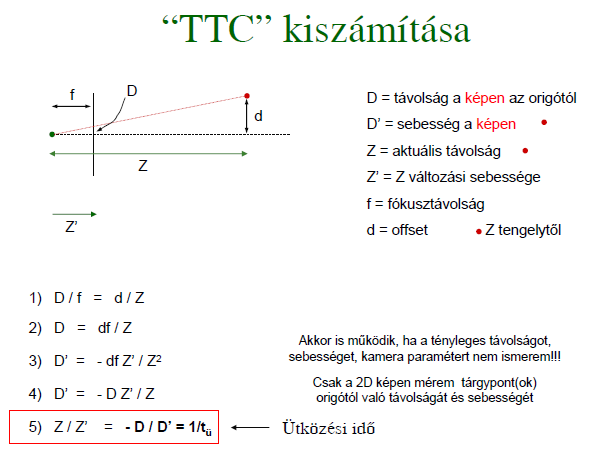 “TTC” kiszámítása
f
D
d
Z
Z’
D = távolság a képen az origótól
D’ = sebesség a képen
Z = aktuális távolság
Z’ = Z változási sebessége
f = fókusztávolság
d = offset Z tengelytől
1) D / f = d / Z
2) D = df / Z
3) D’ = - df Z’ / Z²
4) D’ = - D Z’ / Z
5) Z / Z’ = - D / D’ = 1/tü
Ütközési idő
Akkor is működik, ha a tényleges távolságot,
sebességet, kamera paramétert nem ismerem!!!
Csak a 2D képen mérem tárgypont(ok)
origótól való távolságát és sebességét